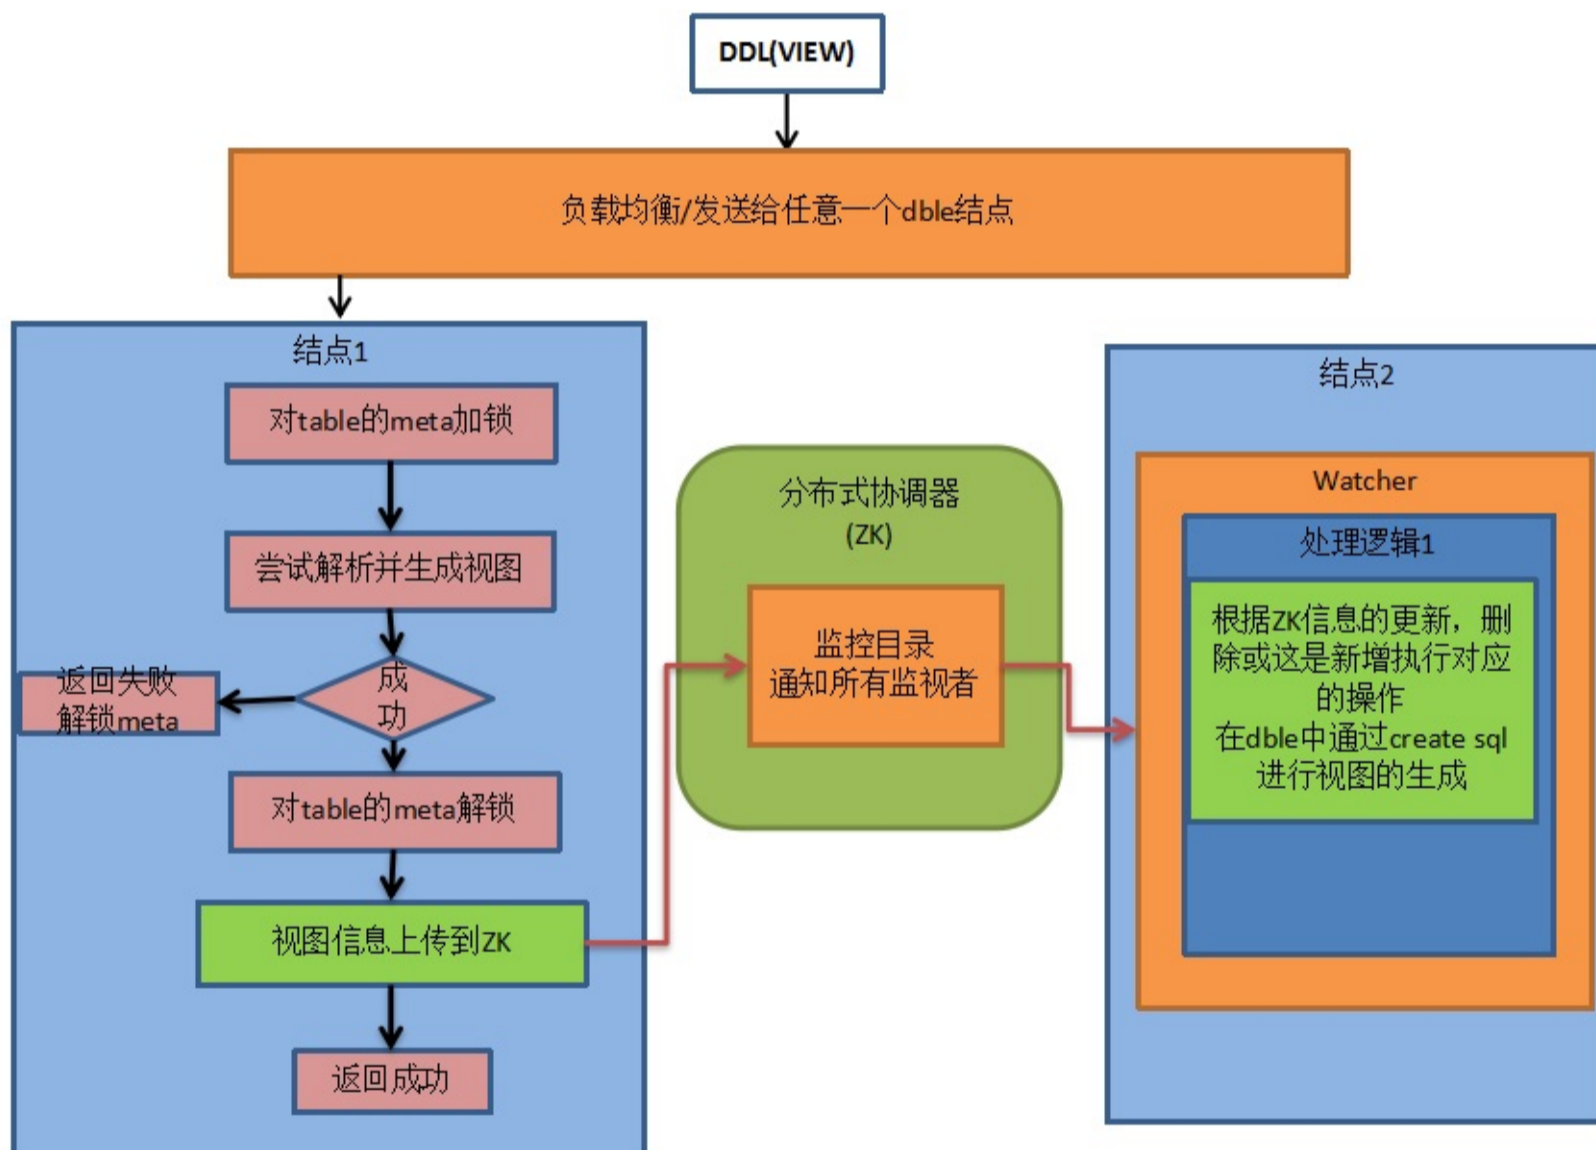 DDL(VIEW)
负载均衡/发送给任意一个dble结点
结点1
对table的meta加锁
尝试解析并生成视图
成
功
返回失败
解锁meta
对table的meta解锁
视图信息上传到ZK
返回成功
分布式协调器
(ZK)
监控目录
通知所有监视者
结点2
Watcher
处理逻辑1
根据ZK信息的更新，删
除或这是新增执行对应
的操作
在dble中通过create sql
进行视图的生成